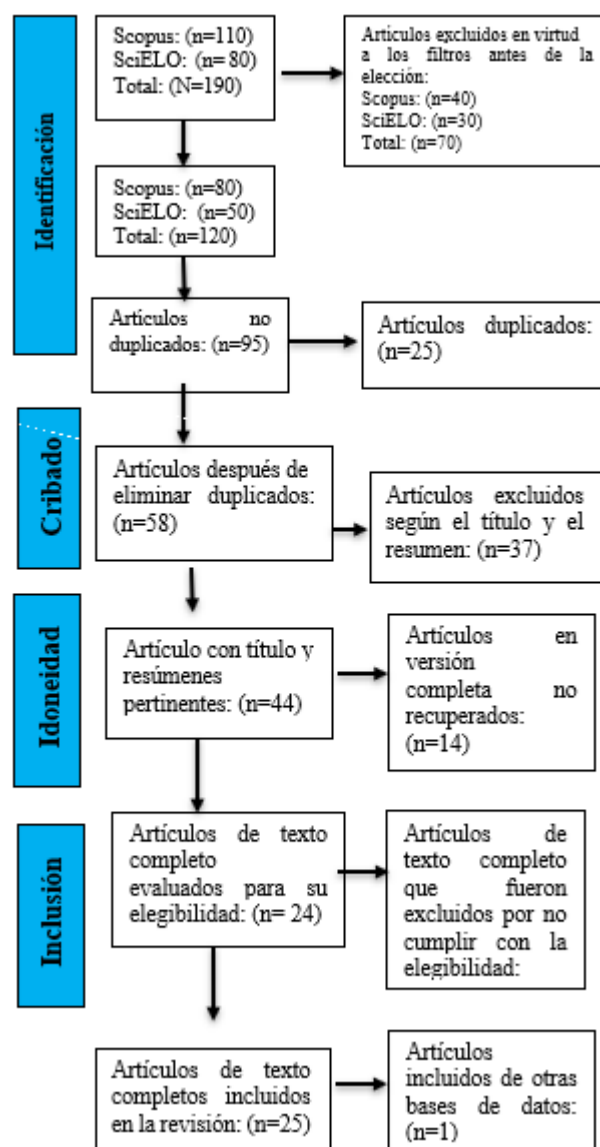 Identificación
Scopus: (n=110)
SciELO: (n= 80)
Total: (N=190)
Artículos excluidos en virtud
a los filtros antes de la
elección:
Scopus: (n=40)
SciELO: (n=30)
Total: (n=70)
Scopus: (n=80)
SciELO: (n=50)
Total: (n=120)
Artículos no
duplicados: (n=95)
Artículos duplicados:
(n=25)
Cribado
Artículos después de
eliminar duplicados:
(n=58)
Artículos excluidos
según el título y el
resumen: (n=37)
Idoneidad
Artículo con título y
resúmenes
pertinentes: (n=44)
Artículos en
versión
completa no
recuperados:
(n=14)
Inclusión
Artículos de texto
completo
evaluados para su
elegibilidad: (n= 24)
Artículos de
texto completo
que fueron
excluidos por no
cumplir con la
elegibilidad:
Artículos de texto
completos incluidos
en la revisión: (n=25)
Artículos
incluidos de otras
bases de datos:
(n=1)